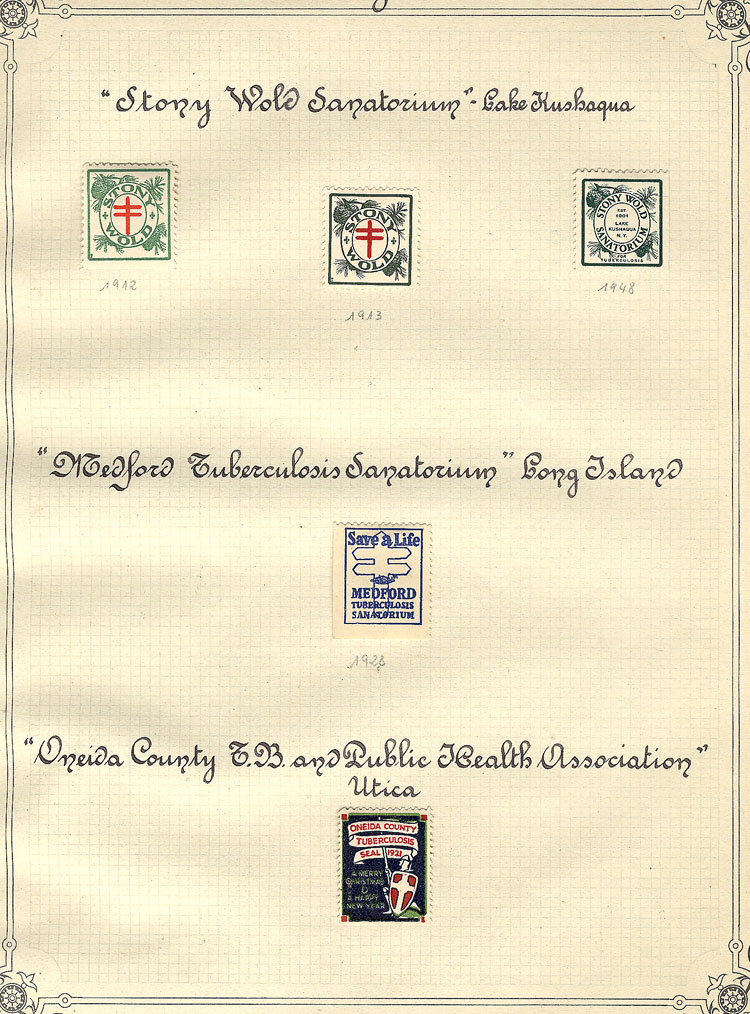 "Stony Wold Sanatorium" - Lake Kushaqua
STONY
WOLD
1912
STONY
WOLD
1913
STONY WOLD
EST.
1901
LAKE
KUSHAQUA
N.Y.
SANATORIUM
FOR
TUBERCULOSIS
1948
"Medford Tuberculosis Sanatorium" Long Island
Save a Life
MEDFORD
TUBERCULOSIS
SANATORIUM
1928
"Oneida County T.B. and Public Health Association"
Utica
ONEIDA COUNTY
TUBERCULOSIS
SEAL 1921
A MERRY
CHRISTMAS
&
A HAPPY
NEW YEAR